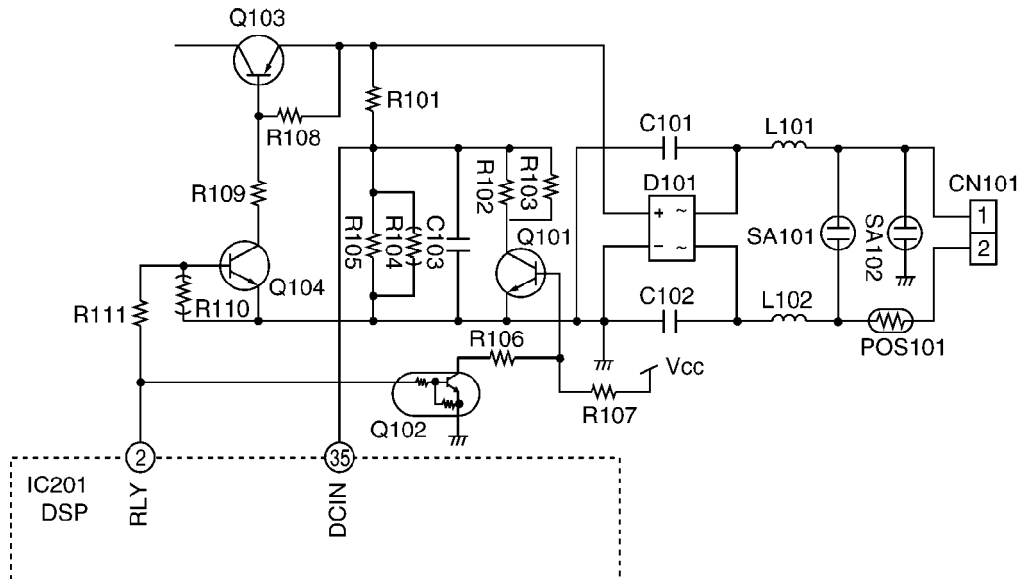 Q103
R101
R108
C101
L101
D101
CN101
1
2
+ ~
− ~
R109
R105
R104
C103
R102
R103
Q101
SA101
SA102
Q104
R110
R111
C102
L102
POS101
R106
Vcc
R107
Q102
2
35
IC201
DSP
RLY
DCIN